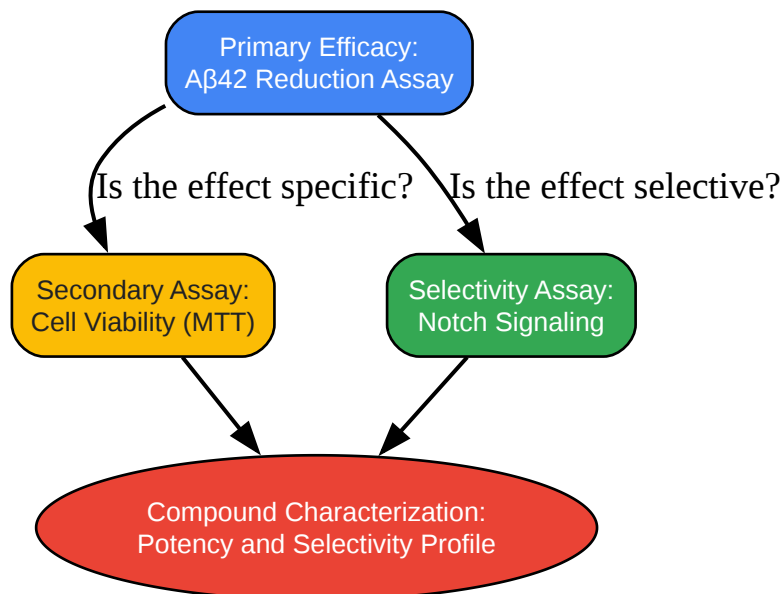 Primary Efficacy:
Aβ42 Reduction Assay
Is the effect specific?
Is the effect selective?
Secondary Assay:
Cell Viability (MTT)
Selectivity Assay:
Notch Signaling
Compound Characterization:
Potency and Selectivity Profile